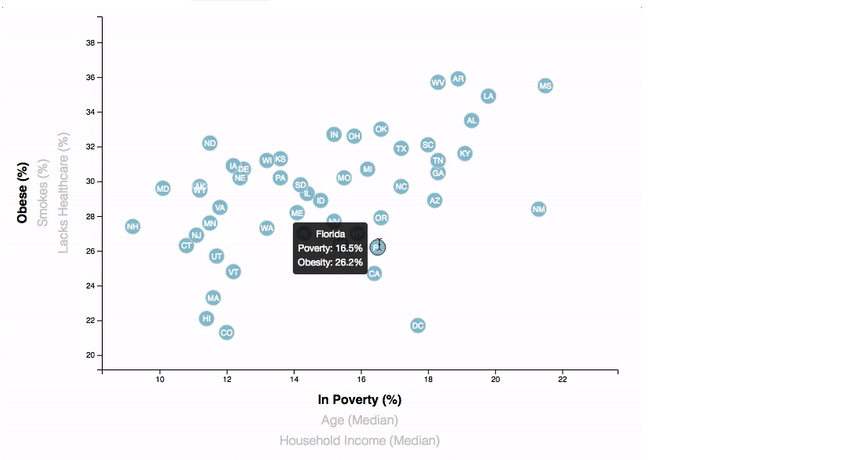 38
36
34
32
30
28
26
24
22
20
Obese (%)
Smokes (%)
Lacks Healthcare (%)
WV
AR
MS
LA
AL
IN
OH
OK
TX
SC
KY
ND
WI
KS
TN
IA
DE
NE
PA
MO
MI
GA
MD
WY
SD
IL
ID
NC
AZ
VA
ME
NM
NH
MN
WA
OR
NJ
CT
Florida
Poverty: 16.5%
Obesity: 26.2%
VT
CA
MA
HI
CO
DC
10
12
14
16
18
20
22
In Poverty (%)
Age (Median)
Household Income (Median)